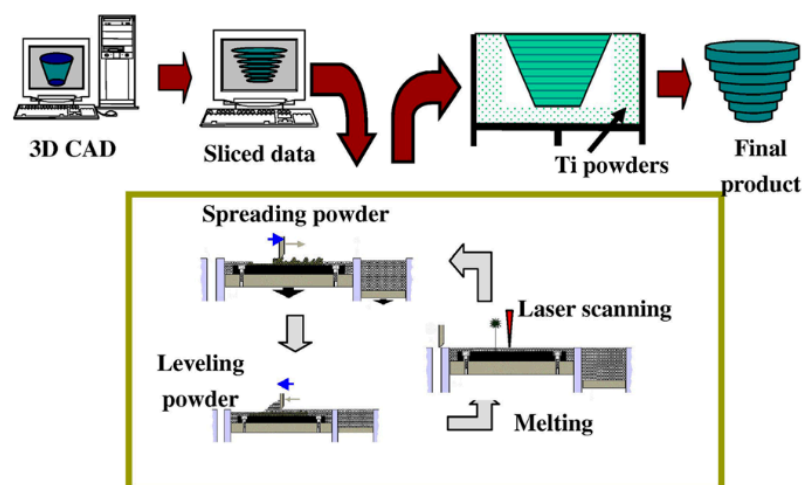 3D CAD
Sliced data
Ti powders
Final
product
Spreading powder
Laser scanning
Leveling
powder
Melting